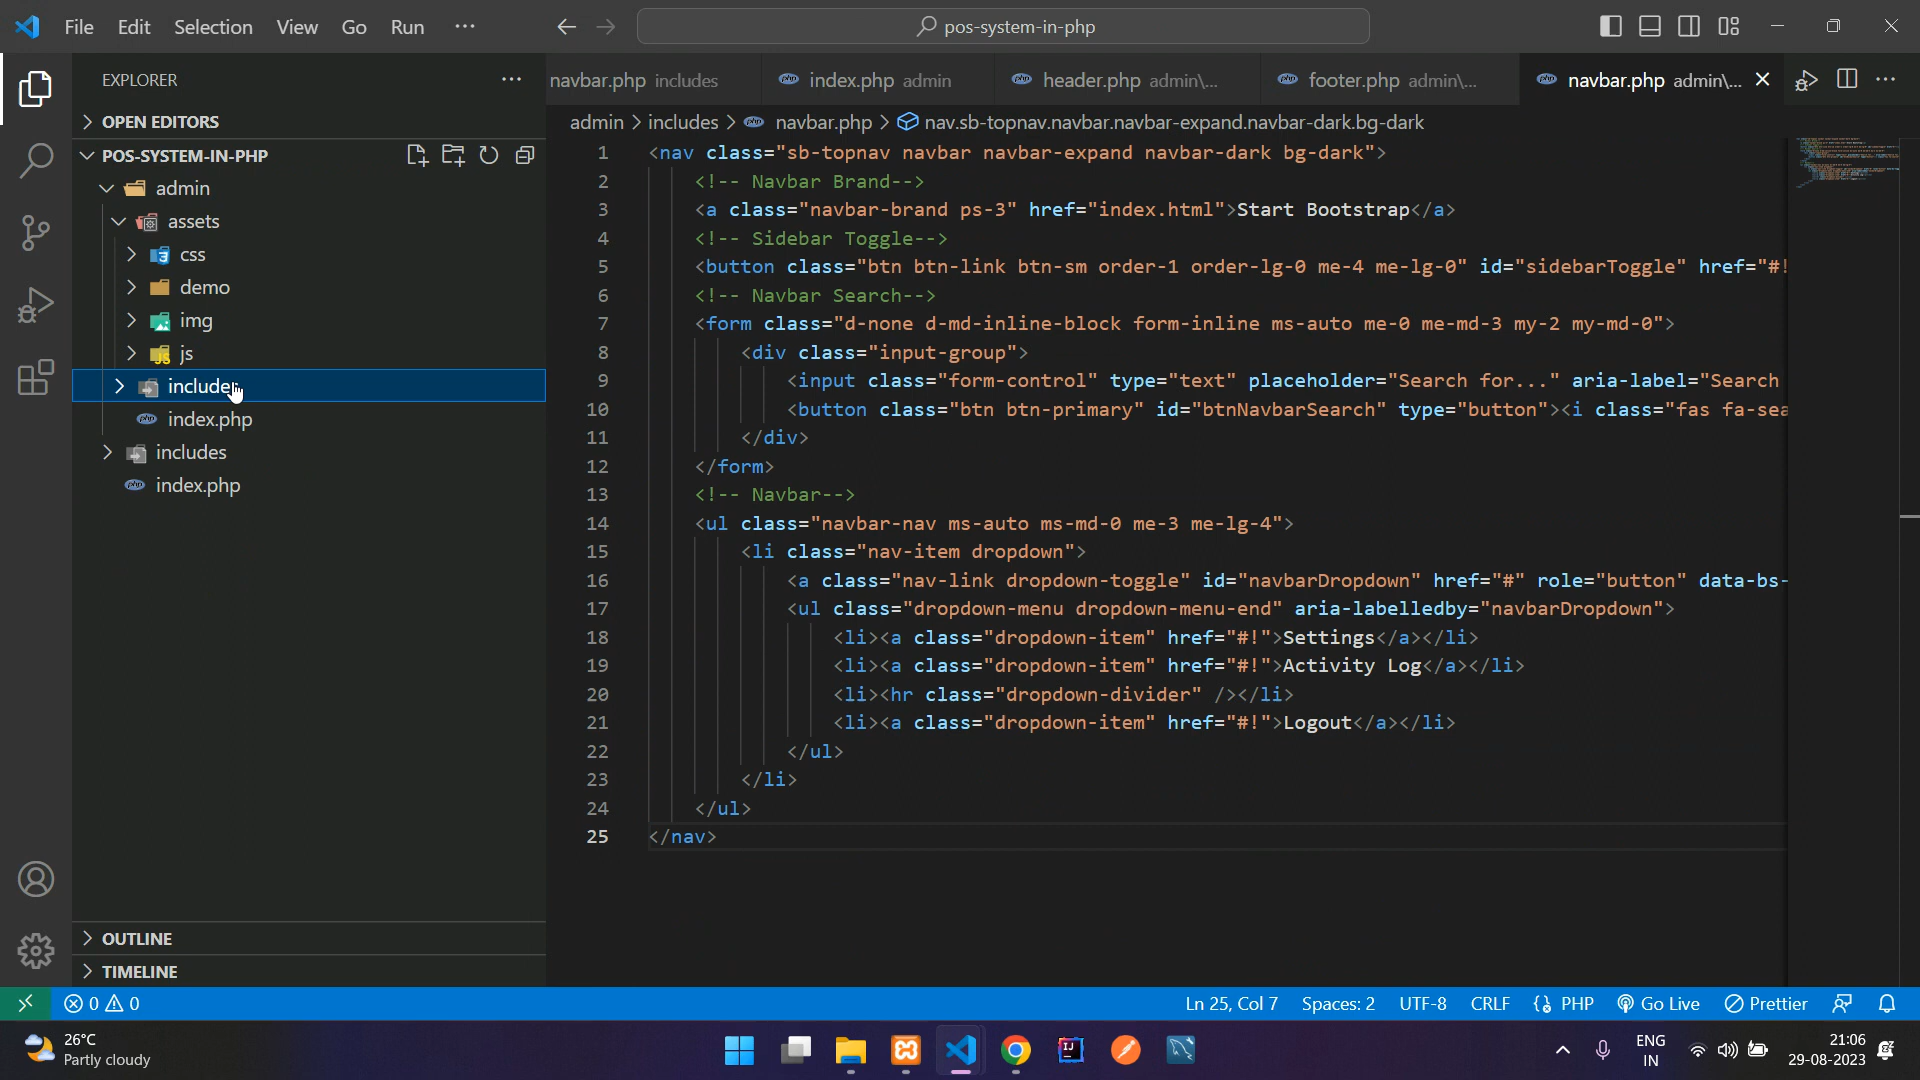 File Edit Selection View Go Run ···
pos-system-in-php
EXPLORER
OPEN EDITORS
POS-SYSTEM-IN-PHP
admin
assets
css
demo
img
js
includes
index.php
includes
index.php
OUTLINE
TIMELINE
navbar.php includes
index.php admin
header.php admin\...
footer.php admin\...
navbar.php admin\...
admin > includes > navbar.php > nav.sb-topnav.navbar.navbar-expand.navbar-dark.bg-dark
1 <nav class="sb-topnav navbar navbar-expand navbar-dark bg-dark">
2 <!-- Navbar Brand-->
3 <a class="navbar-brand ps-3" href="index.html">Start Bootstrap</a>
4 <!-- Sidebar Toggle-->
5 <button class="btn btn-link btn-sm order-1 order-lg-0 me-4 me-lg-0" id="sidebarToggle" href="#!
6 <!-- Navbar Search-->
7 <form class="d-none d-md-inline-block form-inline ms-auto me-0 me-md-3 my-2 my-md-0">
8 <div class="input-group">
9 <input class="form-control" type="text" placeholder="Search for..." aria-label="Search
10 <button class="btn btn-primary" id="btnNavbarSearch" type="button"><i class="fas fa-sea
11 </div>
12 </form>
13 <!-- Navbar-->
14 <ul class="navbar-nav ms-auto ms-md-0 me-3 me-lg-4">
15 <li class="nav-item dropdown">
16 <a class="nav-link dropdown-toggle" id="navbarDropdown" href="#" role="button" data-bs-
17 <ul class="dropdown-menu dropdown-menu-end" aria-labelledby="navbarDropdown">
18 <li><a class="dropdown-item" href="#!">Settings</a></li>
19 <li><a class="dropdown-item" href="#!">Activity Log</a></li>
20 <li><hr class="dropdown-divider" /></li>
21 <li><a class="dropdown-item" href="#!">Logout</a></li>
22 </ul>
23 </li>
24 </ul>
25 </nav>
0 0
Ln 25, Col 7 Spaces: 2 UTF-8 CRLF PHP Go Live Prettier
26°C
Partly cloudy
ENG
IN
21:06
29-08-2023